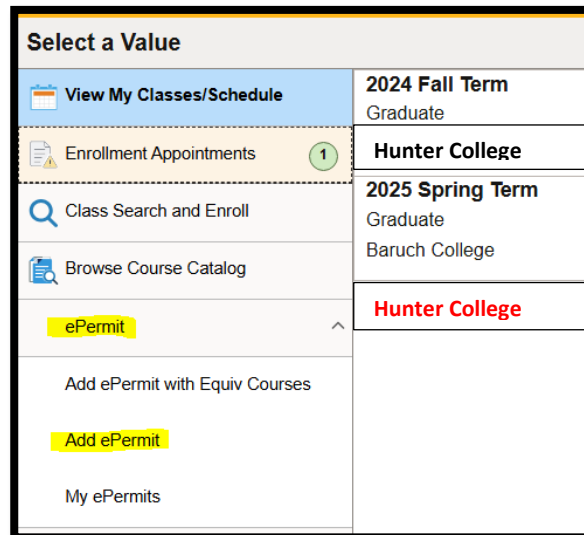 Select a Value
View My Classes/Schedule
Enrollment Appointments
1
Class Search and Enroll
Browse Course Catalog
ePermit
Add ePermit with Equiv Courses
Add ePermit
My ePermits
2024 Fall Term
Graduate
Hunter College
2025 Spring Term
Graduate
Baruch College
Hunter College